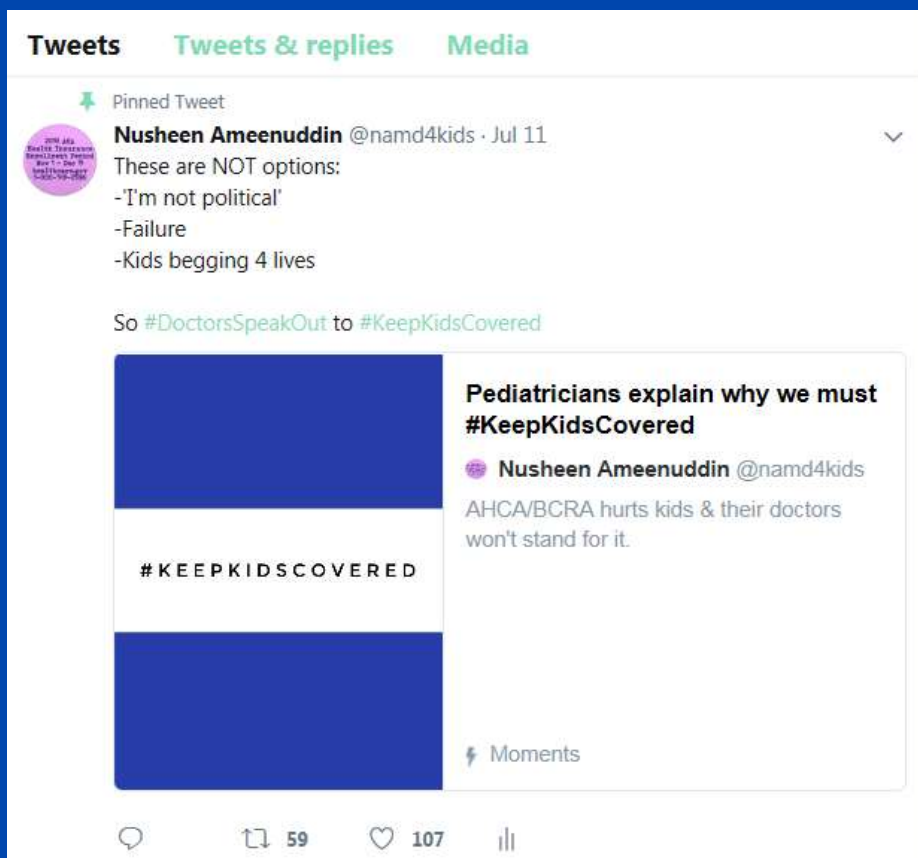 Tweets Tweets & replies Media
Pinned Tweet
Nusheen Ameenuddin @namd4kids · Jul 11
These are NOT options:
-'I'm not political'
-Failure
-Kids begging 4 lives
So #DoctorsSpeakOut to #KeepKidsCovered
#KEEPKIDSCOVERED
Pediatricians explain why we must
#KeepKidsCovered
Nusheen Ameenuddin @namd4kids
AHCA/BCRA hurts kids & their doctors
won't stand for it.
Moments
59 107